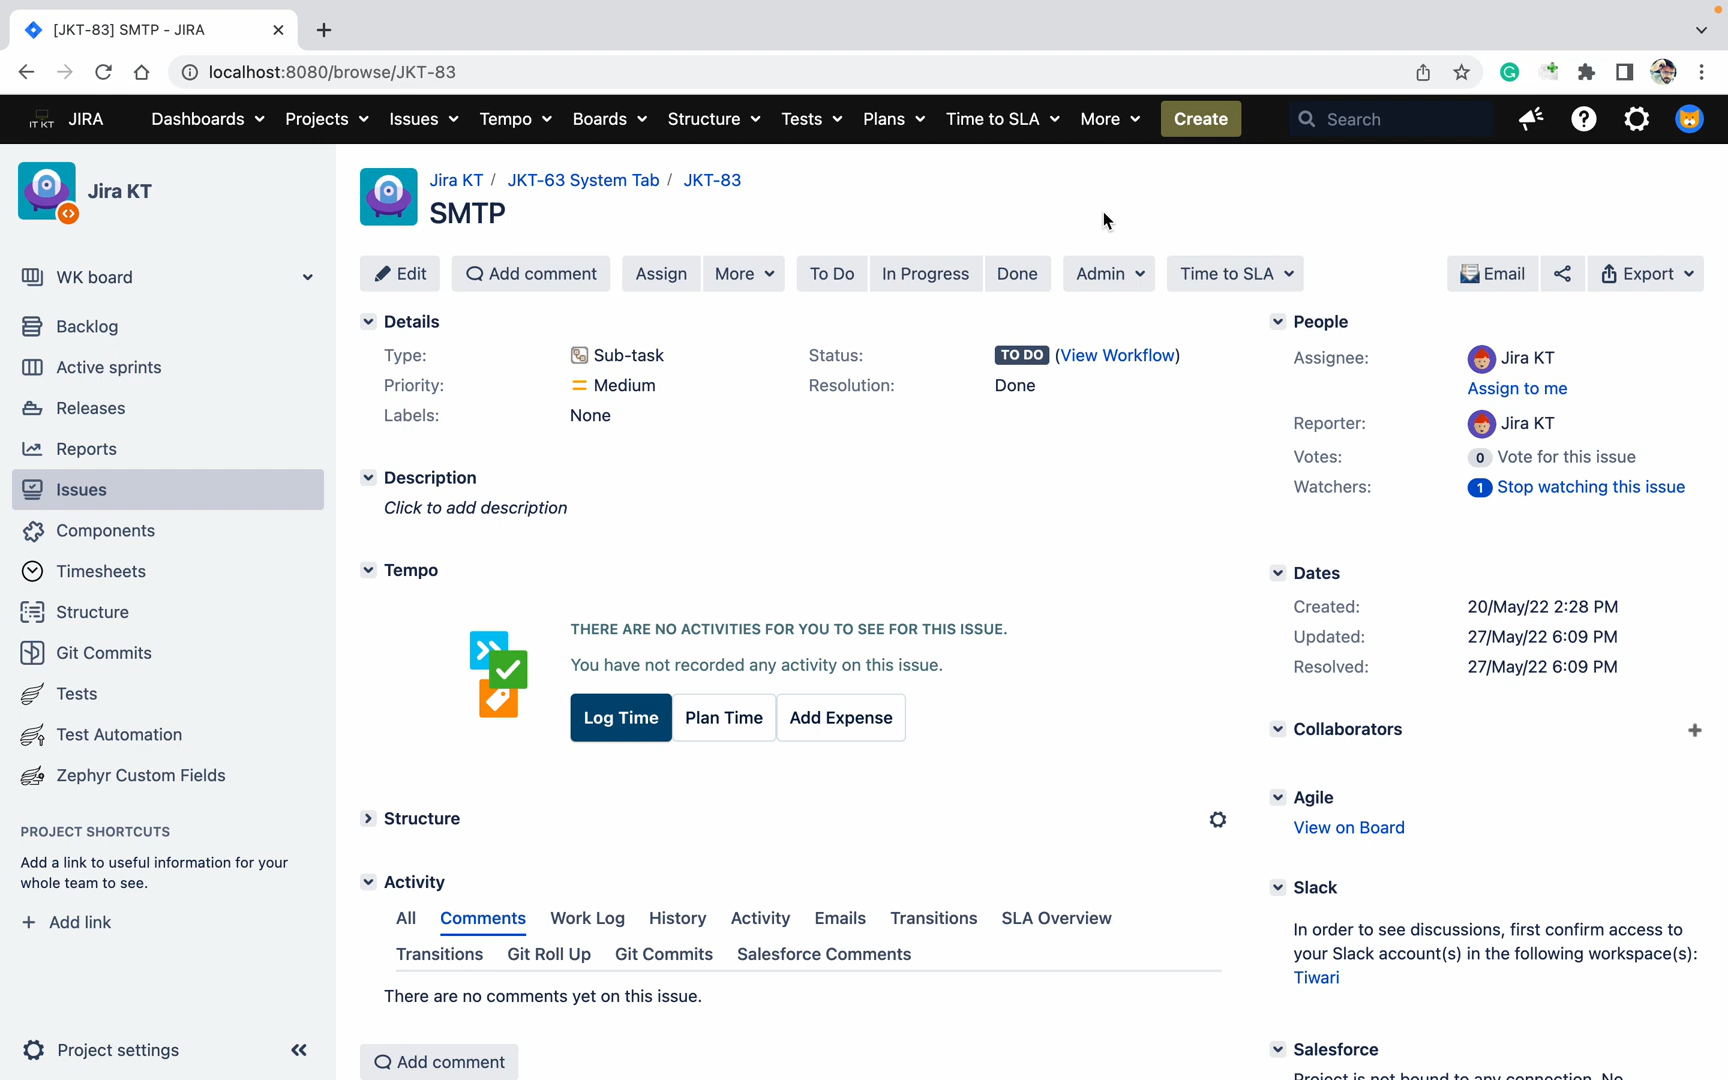 [JKT-83] SMTP - JIRA
localhost:8080/browse/JKT-83
IT KT JIRA Dashboards Projects Issues Tempo Boards Structure Tests Plans Time to SLA More Create Search
Jira KT
WK board
Backlog
Active sprints
Releases
Reports
Issues
Components
Timesheets
Structure
Git Commits
Tests
Test Automation
Zephyr Custom Fields
PROJECT SHORTCUTS
Add a link to useful information for your
whole team to see.
+ Add link
Project settings
Jira KT / JKT-63 System Tab / JKT-83
SMTP
Edit Add comment Assign More To Do In Progress Done Admin Time to SLA Email Export
Details
Type: Sub-task Status: TO DO (View Workflow)
Priority: Medium Resolution: Done
Labels: None
Description
Click to add description
Tempo
THERE ARE NO ACTIVITIES FOR YOU TO SEE FOR THIS ISSUE.
You have not recorded any activity on this issue.
Log Time Plan Time Add Expense
Structure
Activity
All Comments Work Log History Activity Emails Transitions SLA Overview
Transitions Git Roll Up Git Commits Salesforce Comments
There are no comments yet on this issue.
Add comment
People
Assignee: Jira KT
Assign to me
Reporter: Jira KT
Votes: 0 Vote for this issue
Watchers: 1 Stop watching this issue
Dates
Created: 20/May/22 2:28 PM
Updated: 27/May/22 6:09 PM
Resolved: 27/May/22 6:09 PM
Collaborators
Agile
View on Board
Slack
In order to see discussions, first confirm access to
your Slack account(s) in the following workspace(s):
Tiwari
Salesforce
Project is not bound to any connection. No